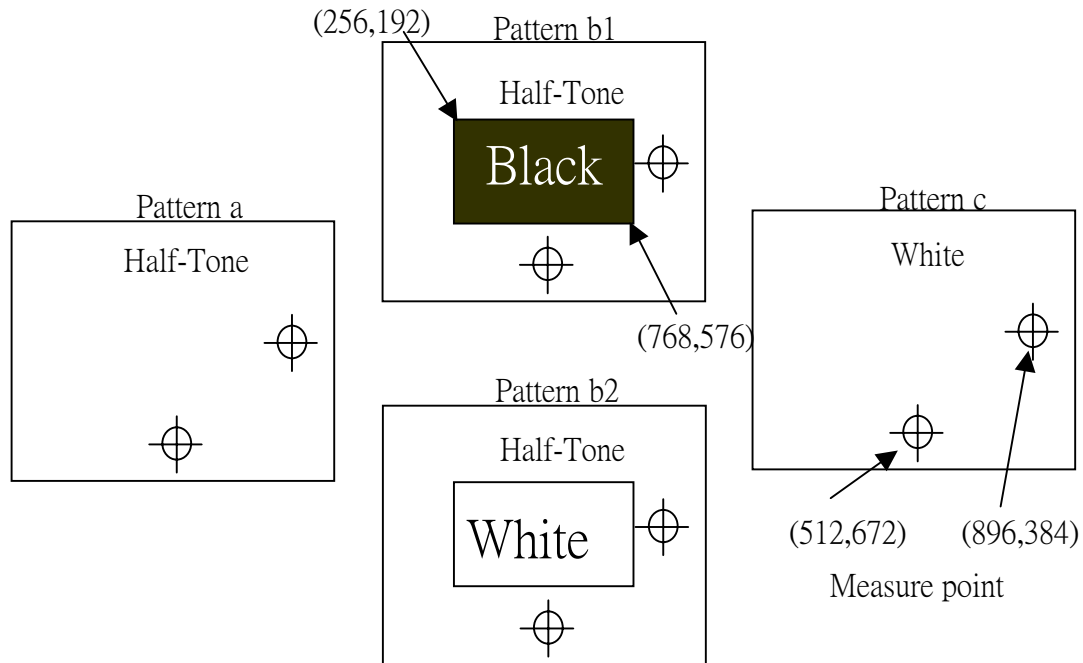 (256,192)
Pattern b1
Half-Tone
Black
(768,576)
Pattern a
Half-Tone
Pattern c
White
(512,672)
(896,384)
Measure point
Pattern b2
Half-Tone
White